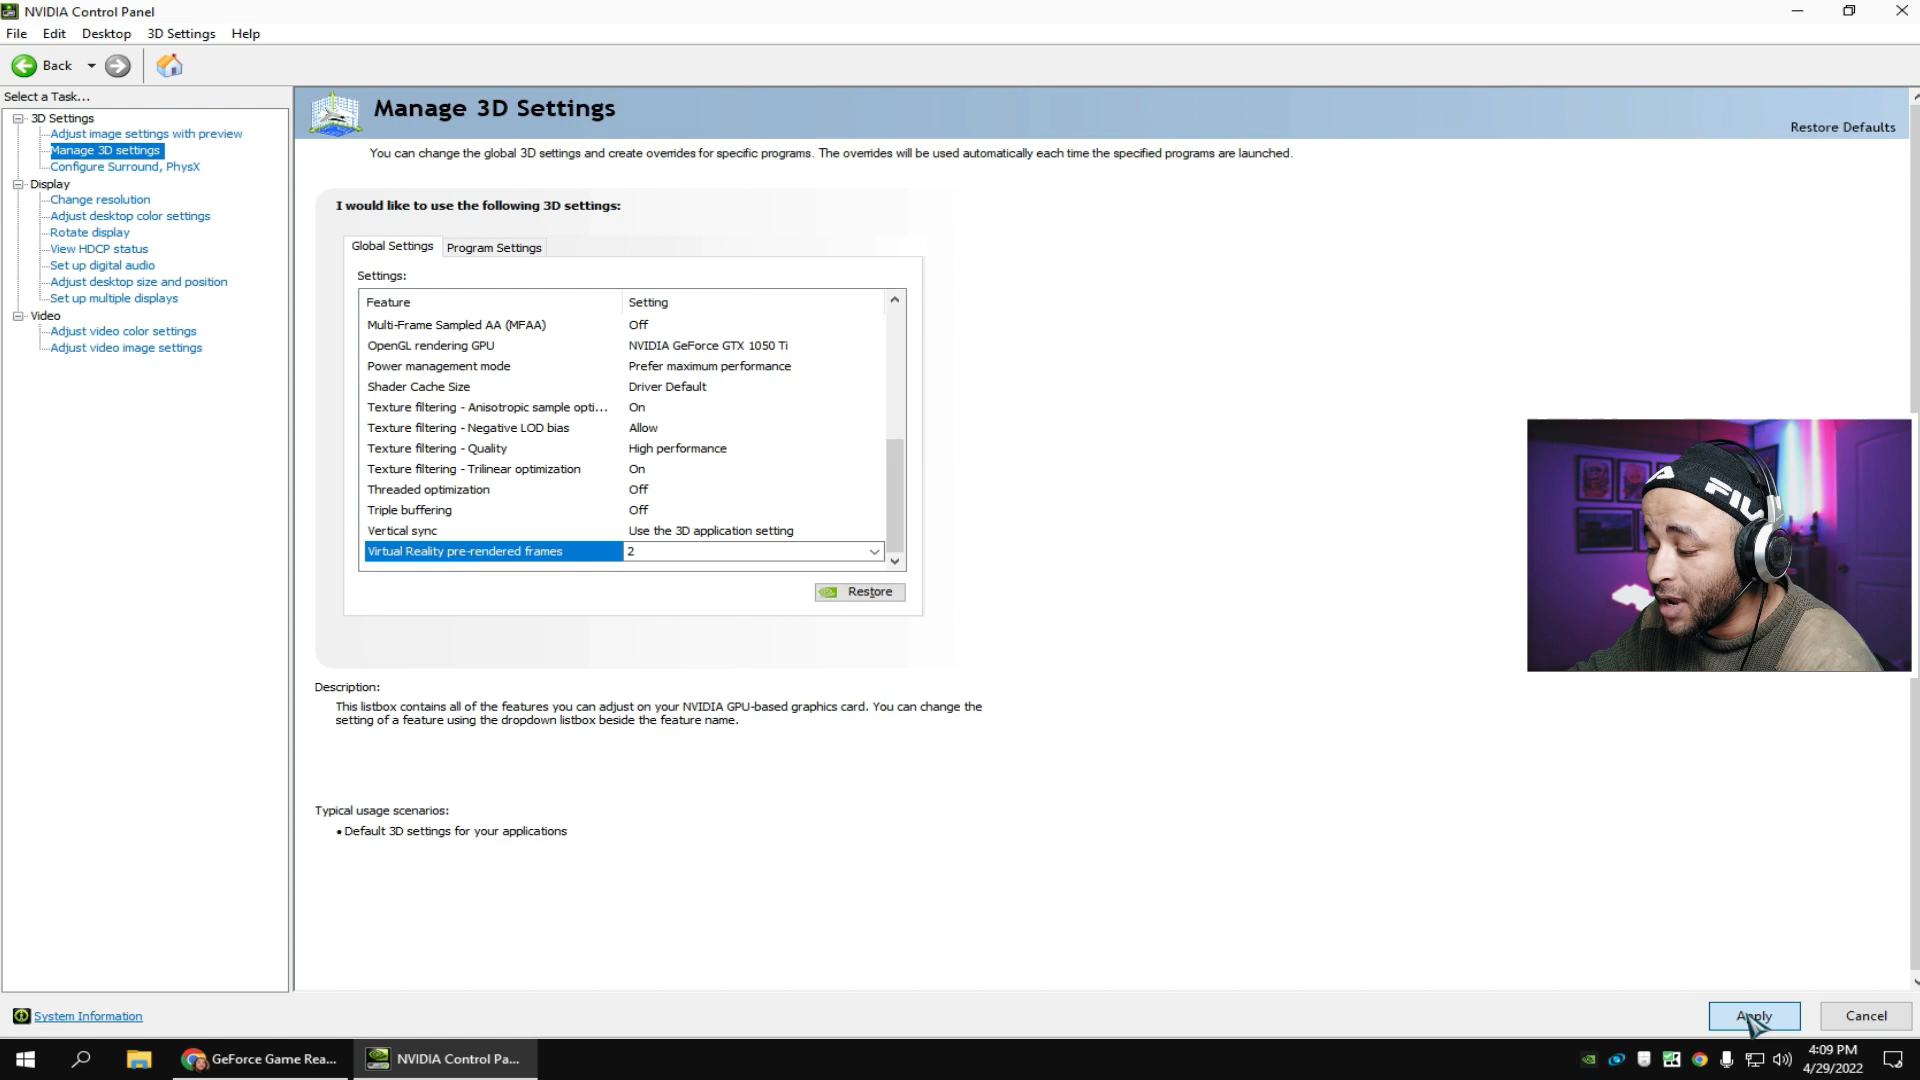 NVIDIA Control Panel
File Edit Desktop 3D Settings Help
Back
Select a Task...
3D Settings
Adjust image settings with preview
Manage 3D settings
Configure Surround, PhysX
Display
Change resolution
Adjust desktop color settings
Rotate display
View HDCP status
Set up digital audio
Adjust desktop size and position
Set up multiple displays
Video
Adjust video color settings
Adjust video image settings
System Information
Manage 3D Settings
Restore Defaults
You can change the global 3D settings and create overrides for specific programs. The overrides will be used automatically each time the specified programs are launched.
I would like to use the following 3D settings:
Global Settings Program Settings
Settings:
Feature Setting
Multi-Frame Sampled AA (MFAA) Off
OpenGL rendering GPU NVIDIA GeForce GTX 1050 Ti
Power management mode Prefer maximum performance
Shader Cache Size Driver Default
Texture filtering - Anisotropic sample opti... On
Texture filtering - Negative LOD bias Allow
Texture filtering - Quality High performance
Texture filtering - Trilinear optimization On
Threaded optimization Off
Triple buffering Off
Vertical sync Use the 3D application setting
Virtual Reality pre-rendered frames 2
Restore
FILA
Description:
This listbox contains all of the features you can adjust on your NVIDIA GPU-based graphics card. You can change the
setting of a feature using the dropdown listbox beside the feature name.
Typical usage scenarios:
• Default 3D settings for your applications
Apply Cancel
GeForce Game Rea... NVIDIA Control Pa...
4:09 PM
4/29/2022